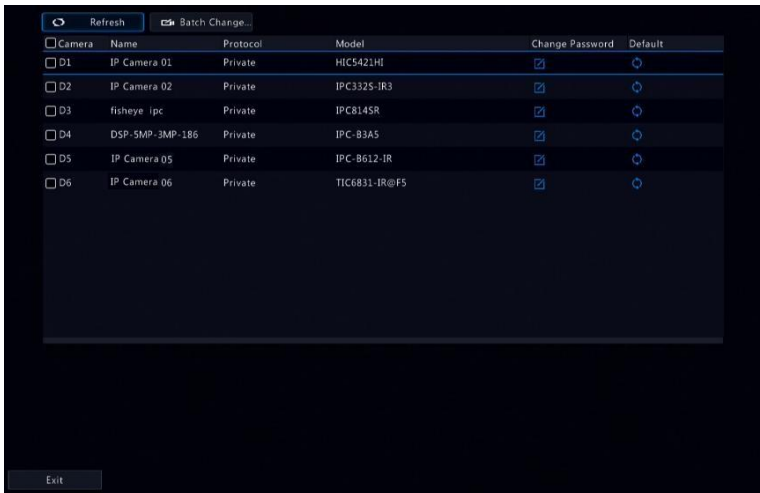 Refresh Batch Change...
Camera Name Protocol Model Change Password Default
D1 IP Camera 01 Private HIC5421HI
D2 IP Camera 02 Private IPC332S-IR3
D3 fisheye ipc Private IPC814SR
D4 DSP-5MP-3MP-186 Private IPC-B3A5
D5 IP Camera 05 Private IPC-B612-IR
D6 IP Camera 06 Private TIC6831-IR@F5
Exit